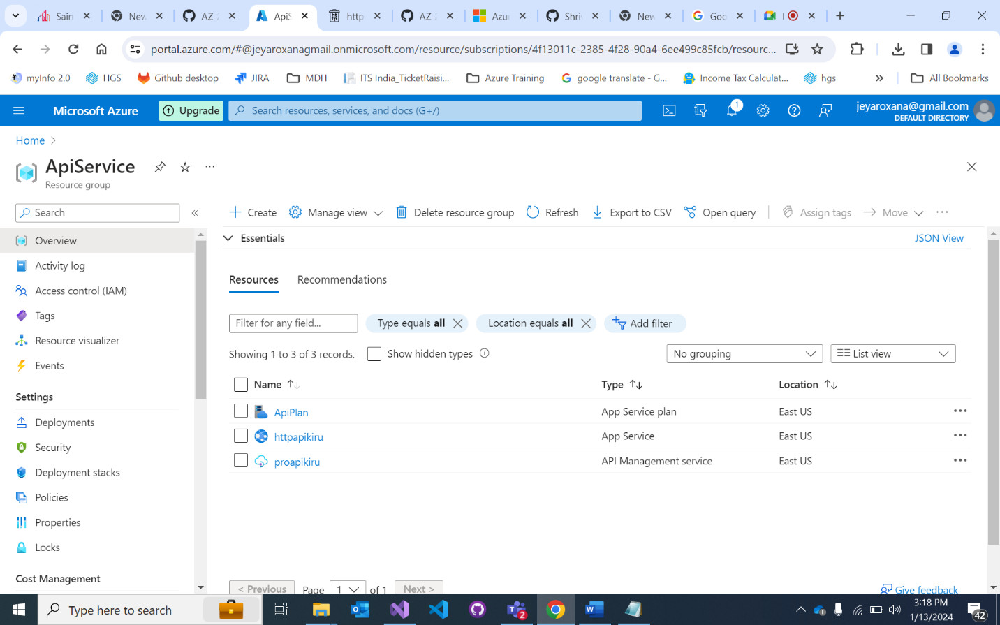 Sain
New
AZ-2
ApiS
http
AZ-2
Azur
Shri
New
Goo
portal.azure.com/#@jeyaroxanagmail.onmicrosoft.com/resource/subscriptions/4f13011c-2385-4f28-90a4-6ee499c85fcb/resourc...
myInfo 2.0
HGS
Github desktop
JIRA
MDH
ITS India_TicketRaisi...
Azure Training
google translate - G...
Income Tax Calculat...
hgs
»
All Bookmarks
Microsoft Azure
Upgrade
Search resources, services, and docs (G+/)
1
jeyaroxana@gmail.com
DEFAULT DIRECTORY
Home >
ApiService
Resource group
Search
«
Create
Manage view
Delete resource group
Refresh
Export to CSV
Open query
Assign tags
Move
Overview
Activity log
Access control (IAM)
Tags
Resource visualizer
Events
Settings
Deployments
Security
Deployment stacks
Policies
Properties
Locks
Cost Management
Essentials
JSON View
Resources
Recommendations
Filter for any field...
Type equals all
Location equals all
Add filter
Showing 1 to 3 of 3 records.
Show hidden types
No grouping
List view
Name
Type
Location
ApiPlan
App Service plan
East US
httpapikiru
App Service
East US
proapikiru
API Management service
East US
< Previous
Page
1
of 1
Next >
Give feedback
Type here to search
2
3:18 PM
1/13/2024
42